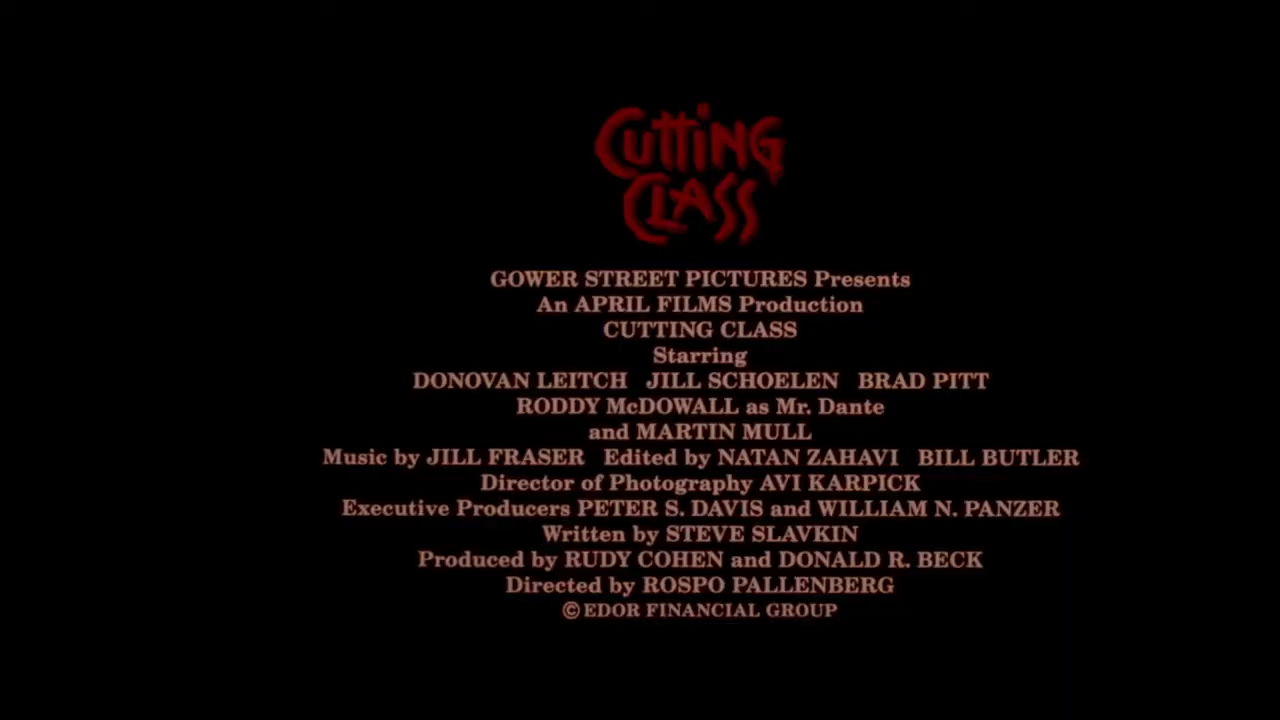 CUTTING
CLASS
GOWER STREET PICTURES Presents
An APRIL FILMS Production
CUTTING CLASS
Starring
DONOVAN LEITCH JILL SCHOELEN BRAD PITT
RODDY McDOWALL as Mr. Dante
and MARTIN MULL
Music by JILL FRASER Edited by NATAN ZAHAVI BILL BUTLER
Director of Photography AVI KARPICK
Executive Producers PETER S. DAVIS and WILLIAM N. PANZER
Written by STEVE SLAVKIN
Produced by RUDY COHEN and DONALD R. BECK
Directed by ROSPO PALLENBERG
© EDOR FINANCIAL GROUP